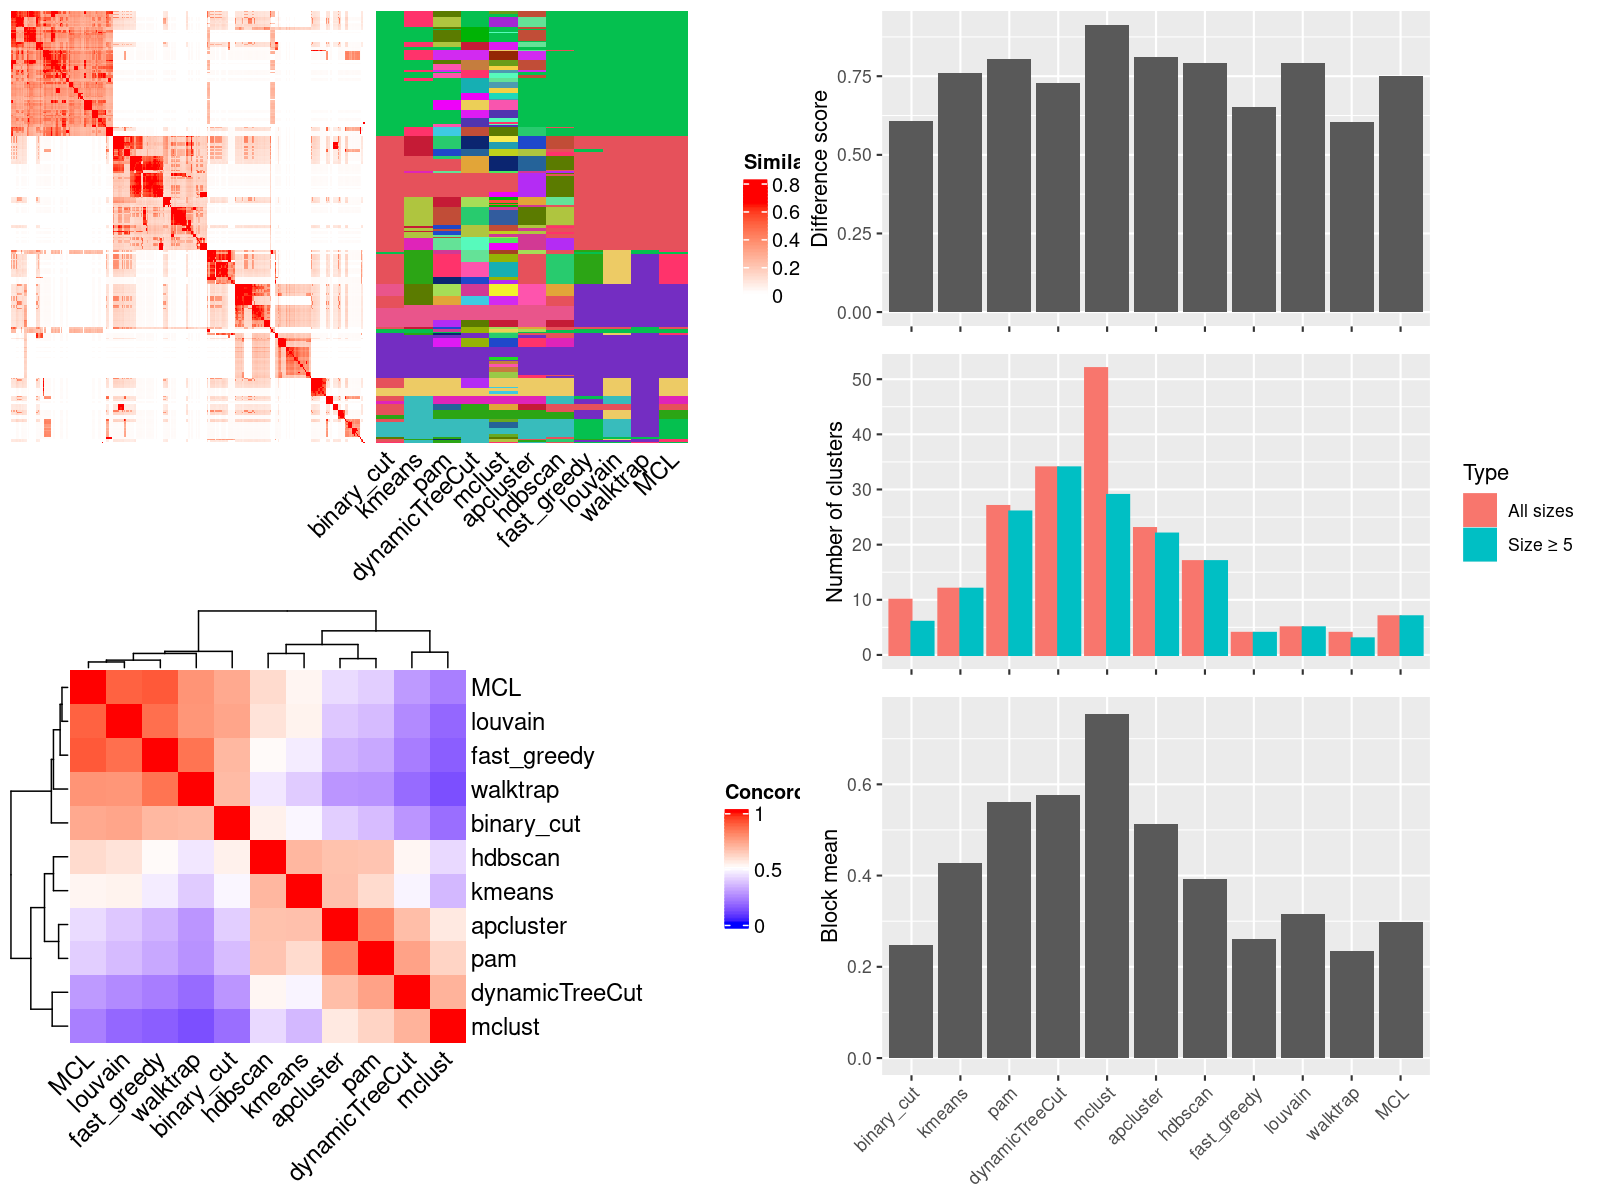 Simila
0.8
0.6
0.4
0.2
0
binary_cut
kmeans
pam
dynamicTreeCut
mclust
apcluster
hdbscan
fast_greedy
louvain
walktrap
MCL
Difference score
0.75
0.50
0.25
0.00
Number of clusters
50
40
30
20
10
0
Type
All sizes
Size ≥ 5
MCL
louvain
fast_greedy
walktrap
binary_cut
hdbscan
kmeans
apcluster
pam
dynamicTreeCut
mclust
MCL
louvain
fast_greedy
walktrap
binary_cut
hdbscan
kmeans
apcluster
pam
dynamicTreeCut
mclust
Concord
1
0.5
0
Block mean
0.6
0.4
0.2
0.0
binary_cut
kmeans
pam
dynamicTreeCut
mclust
apcluster
hdbscan
fast_greedy
louvain
walktrap
MCL